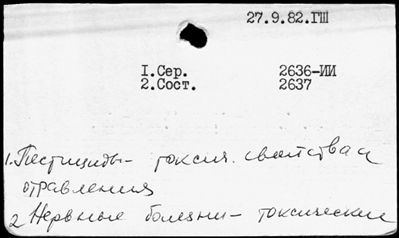 27.9.82.ГШ
I.Сер. 2636-ИИ
2.Сост. 2637
1. Пестициды - токсич. свойства и
отравления
2 Нервные болезни - токсические